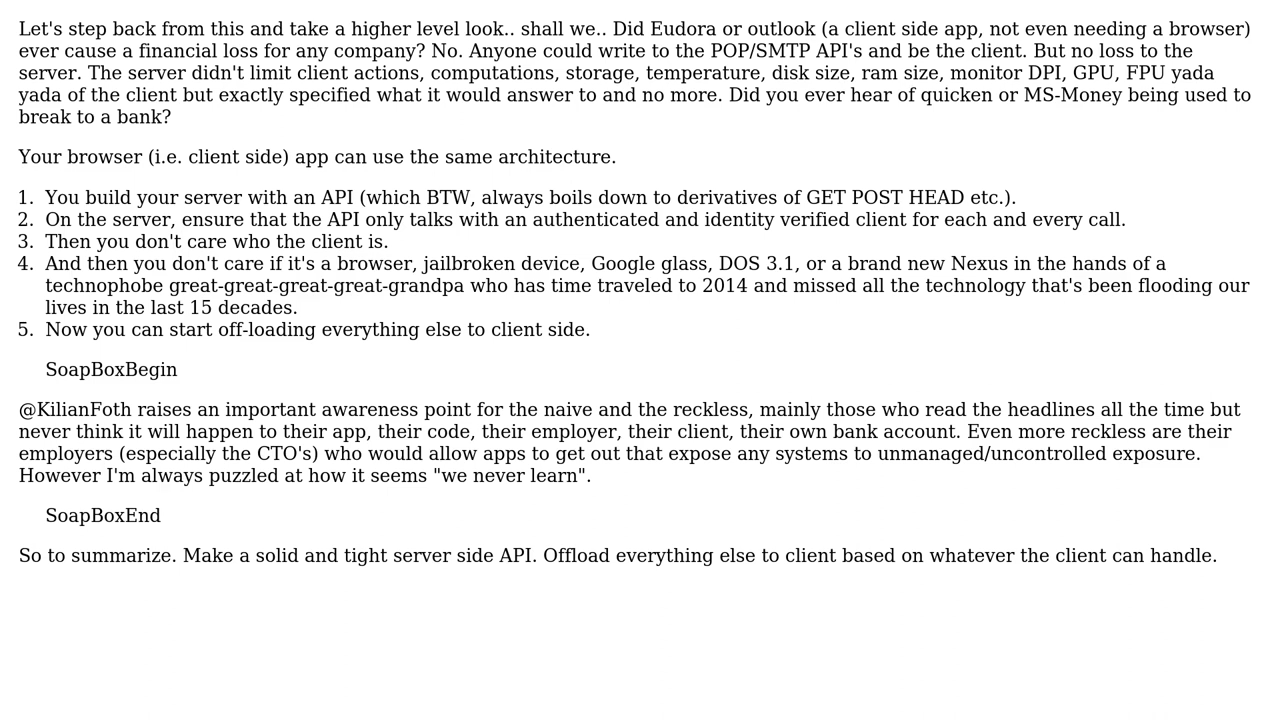 Let's step back from this and take a higher level look.. shall we.. Did Eudora or outlook (a client side app, not even needing a browser)
ever cause a financial loss for any company? No. Anyone could write to the POP/SMTP API's and be the client. But no loss to the
server. The server didn't limit client actions, computations, storage, temperature, disk size, ram size, monitor DPI, GPU, FPU yada
yada of the client but exactly specified what it would answer to and no more. Did you ever hear of quicken or MS-Money being used to
break to a bank?
Your browser (i.e. client side) app can use the same architecture.
1. You build your server with an API (which BTW, always boils down to derivatives of GET POST HEAD etc.).
2. On the server, ensure that the API only talks with an authenticated and identity verified client for each and every call.
3. Then you don't care who the client is.
4. And then you don't care if it's a browser, jailbroken device, Google glass, DOS 3.1, or a brand new Nexus in the hands of a
technophobe great-great-great-great-grandpa who has time traveled to 2014 and missed all the technology that's been flooding our
lives in the last 15 decades.
5. Now you can start off-loading everything else to client side.
SoapBoxBegin
@KilianFoth raises an important awareness point for the naive and the reckless, mainly those who read the headlines all the time but
never think it will happen to their app, their code, their employer, their client, their own bank account. Even more reckless are their
employers (especially the CTO's) who would allow apps to get out that expose any systems to unmanaged/uncontrolled exposure.
However I'm always puzzled at how it seems "we never learn".
SoapBoxEnd
So to summarize. Make a solid and tight server side API. Offload everything else to client based on whatever the client can handle.